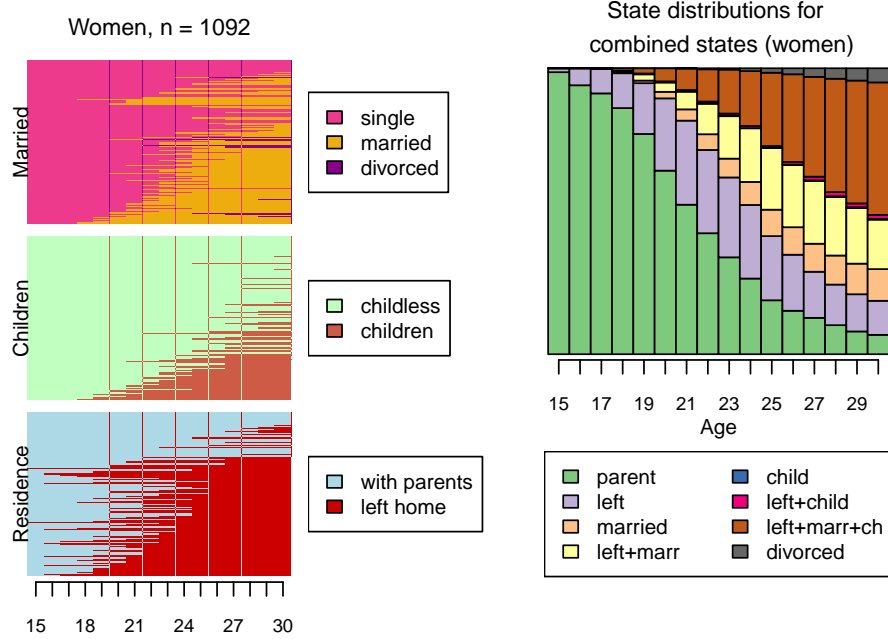 Women, n = 1092
Married
single
married
divorced
Children
childless
children
Residence
with parents
left home
15 18 21 24 27 30
State distributions for
combined states (women)
15 17 19 21 23 25 27 29
Age
parent
left
married
left+marr
child
left+child
left+marr+ch
divorced